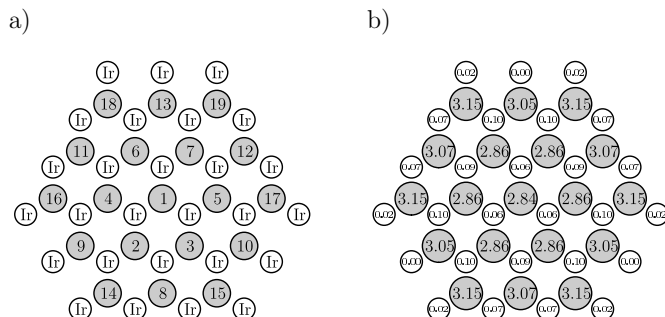 a)
Ir Ir Ir
18 13 19
Ir Ir Ir Ir
11 6 7 12
Ir Ir Ir Ir Ir
16 4 1 5 17
Ir Ir Ir Ir Ir Ir
9 2 3 10
Ir Ir Ir Ir Ir
14 8 15
Ir Ir Ir Ir
b)
0.02 0.00 0.02
3.15 3.05 3.15
0.07 0.10 0.10 0.07
3.07 2.86 2.86 3.07
0.07 0.09 0.06 0.09 0.07
3.15 2.86 2.84 2.86 3.15
0.02 0.10 0.06 0.06 0.10 0.02
3.05 2.86 2.86 3.05
0.00 0.10 0.09 0.10 0.00
3.15 3.07 3.15
0.02 0.07 0.07 0.02